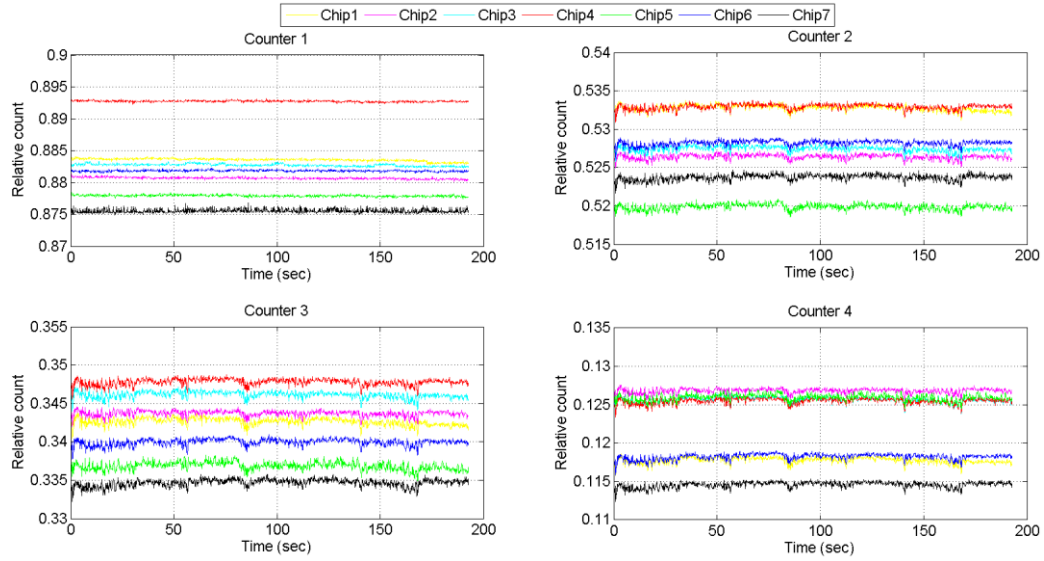 Chip1 Chip2 Chip3 Chip4 Chip5 Chip6 Chip7
Counter 1
0.9
0.895
0.89
0.885
0.88
0.875
0.87
Relative count
0 50 100 150 200
Time (sec)
Counter 2
0.54
0.535
0.53
0.525
0.52
0.515
Relative count
0 50 100 150 200
Time (sec)
Counter 3
0.355
0.35
0.345
0.34
0.335
0.33
Relative count
0 50 100 150 200
Time (sec)
Counter 4
0.135
0.13
0.125
0.12
0.115
0.11
Relative count
0 50 100 150 200
Time (sec)